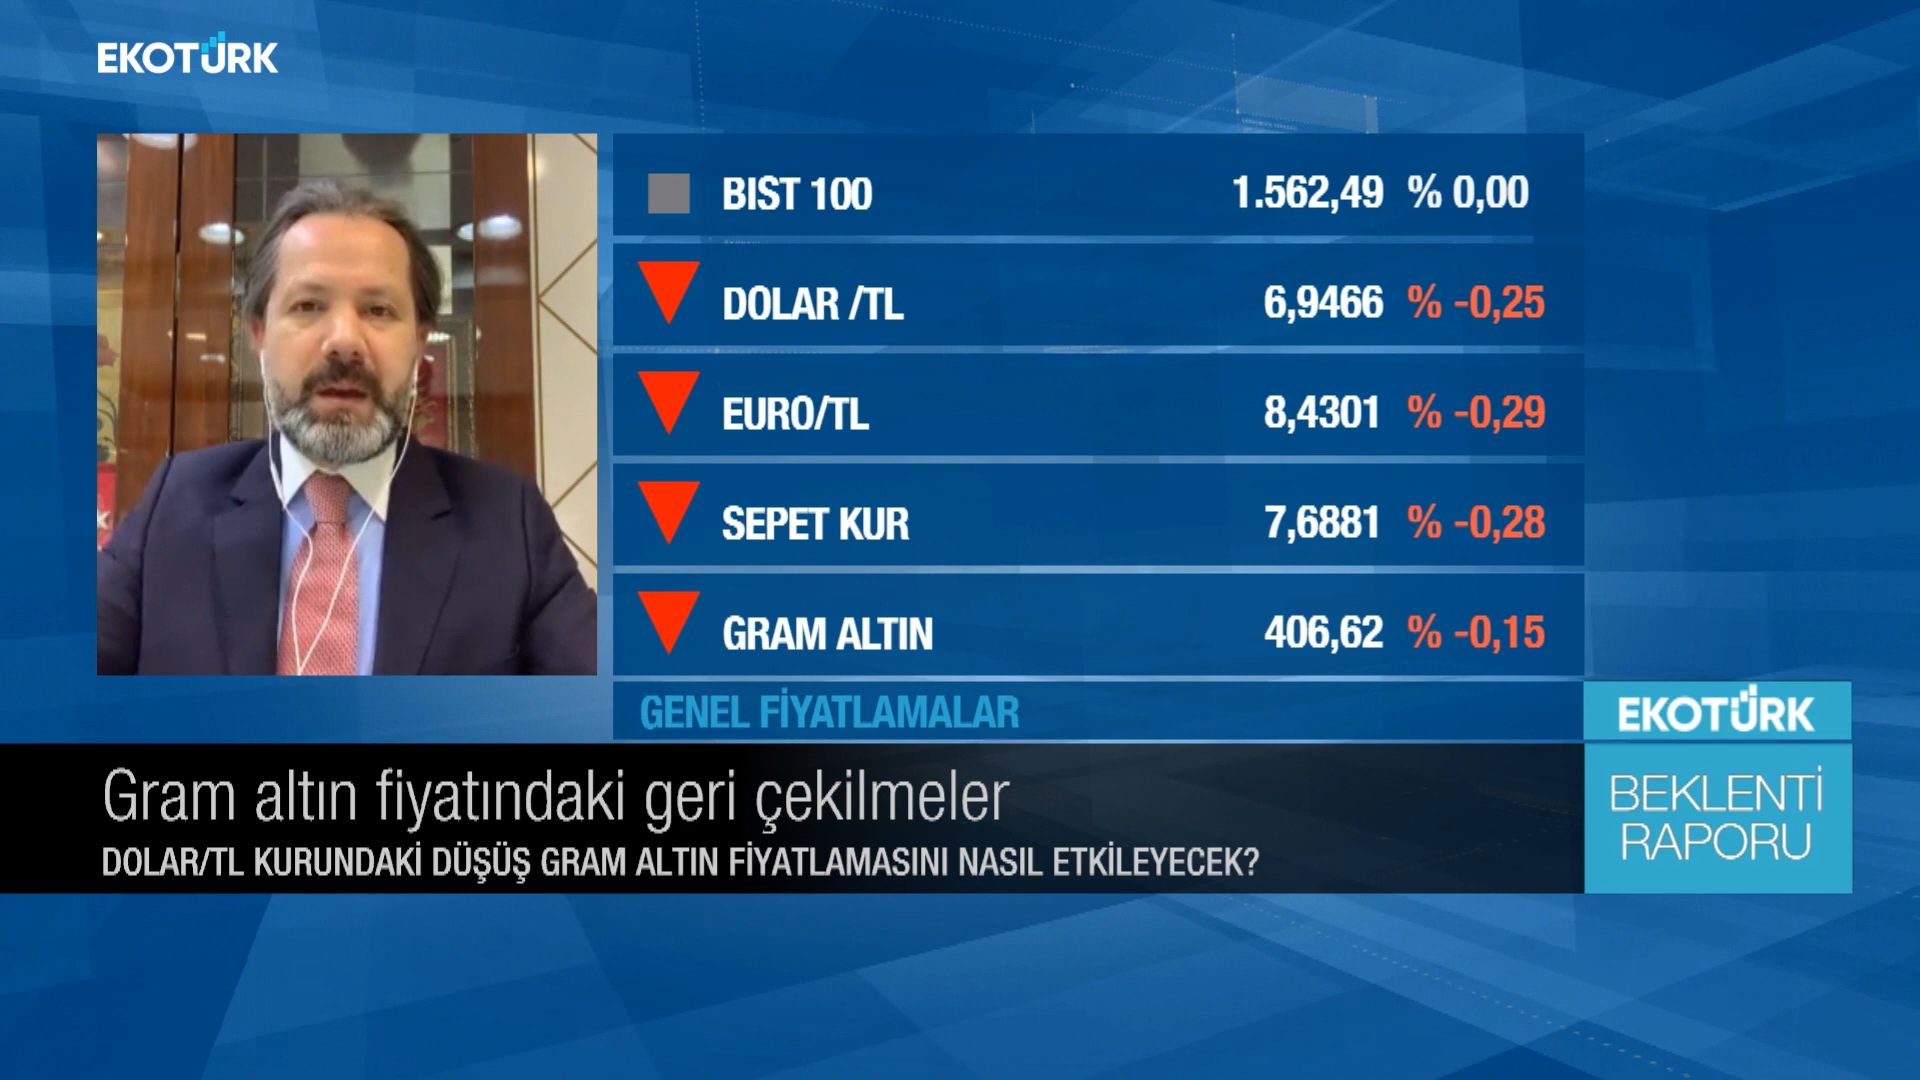 EKOTÜRK
BIST 100 1.562,49 % 0,00
DOLAR /TL 6,9466 % -0,25
EURO/TL 8,4301 % -0,29
SEPET KUR 7,6881 % -0,28
GRAM ALTIN 406,62 % -0,15
GENEL FİYATLAMALAR
EKOTÜRK
Gram altın fiyatındaki geri çekilmeler
DOLAR/TL KURUNDAKİ DÜŞÜŞ GRAM ALTIN FİYATLAMASINI NASIL ETKİLEYECEK?
BEKLENTİ
RAPORU